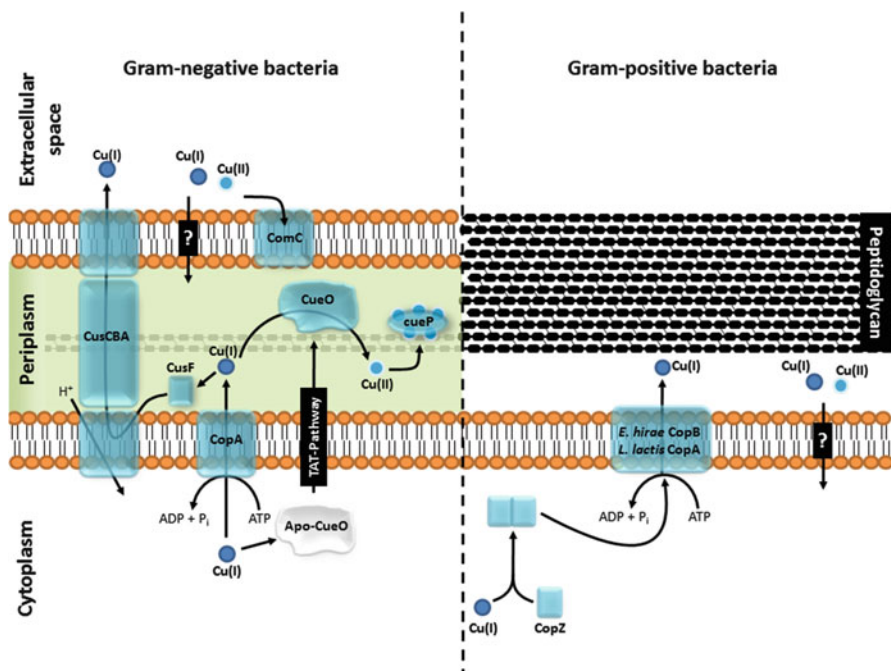 Gram-negative bacteria
Gram-positive bacteria
Extracellular
space
Cu(I)
Cu(I)
Cu(II)
?
ComC
Periplasm
CusCBA
H+
CusF
Cu(I)
CueO
cueP
Cu(II)
CopA
TAT-Pathway
Cytoplasm
ADP + Pi
ATP
Apo-CueO
Cu(I)
Peptidoglycan
Cu(I)
Cu(I)
Cu(II)
E. hirae CopB
L. lactis CopA
?
ADP + Pi
ATP
Cu(I)
CopZ